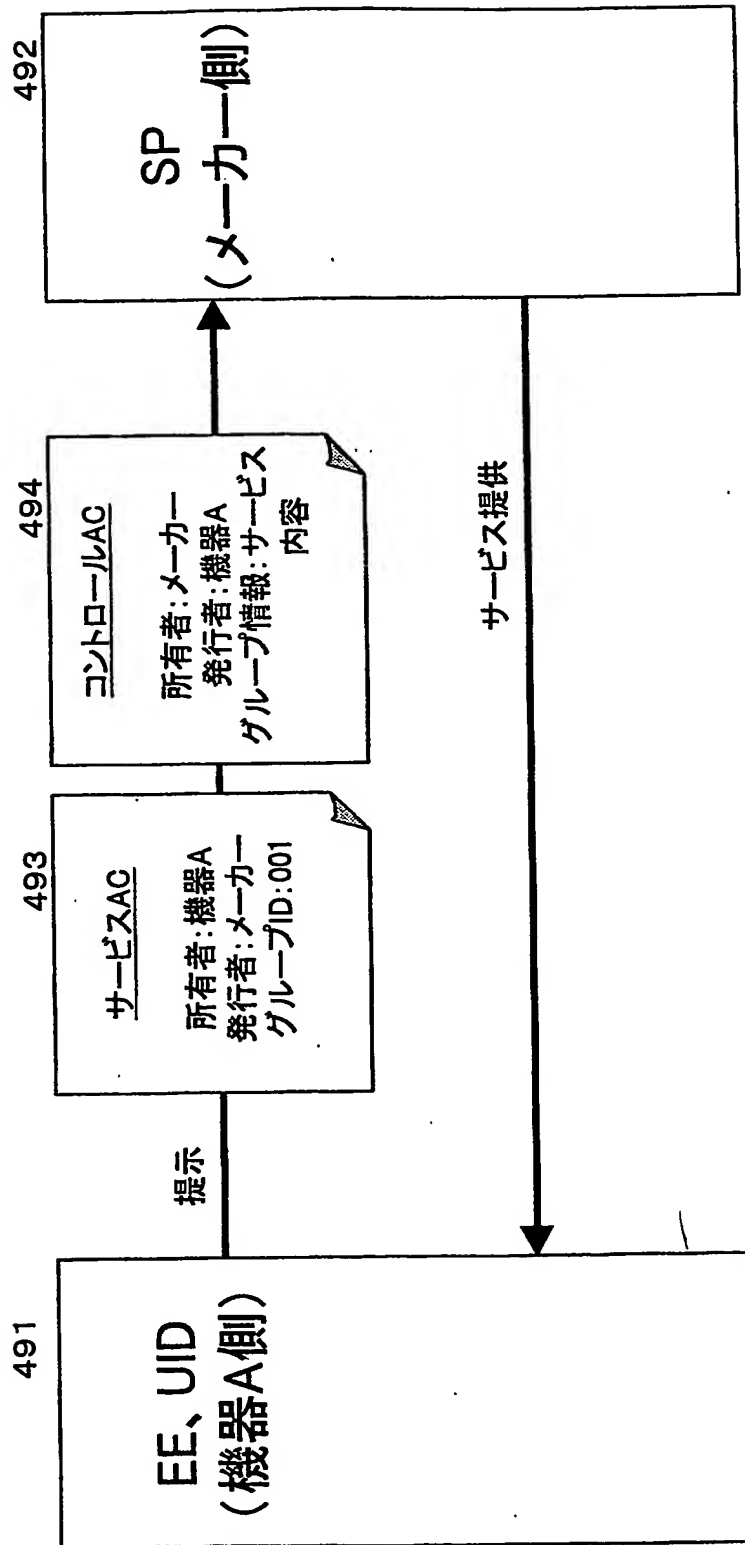 491
EE、UID
(機器A側)
提示
493
サービスAC
所有者:機器A
発行者:メーカー
グループID:001
494
コントロールAC
所有者:メーカー
発行者:機器A
グループ情報:サービス
内容
492
SP
(メーカー側)
サービス提供